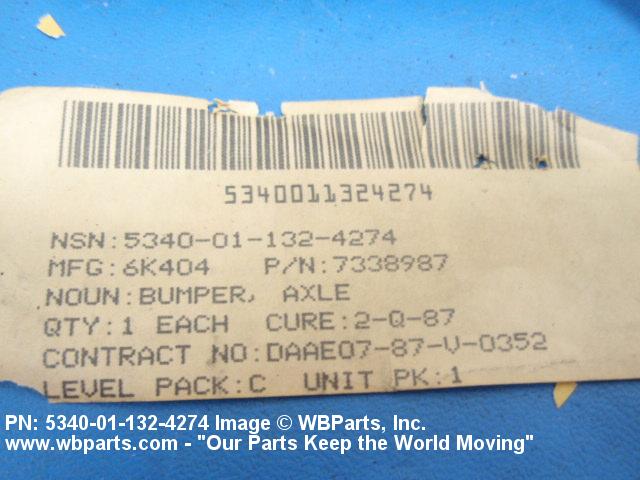 5340011324274
NSN:5340-01-132-4274
MFG:6K404 P/N:7338987
NOUN:BUMPER, AXLE
QTY:1 EACH CURE:2-Q-87
CONTRACT NO:DAAE07-87-V-0352
LEVEL PACK:C UNIT PK:1
PN: 5340-01-132-4274 Image © WBParts, Inc.
www.wbparts.com - "Our Parts Keep the World Moving"